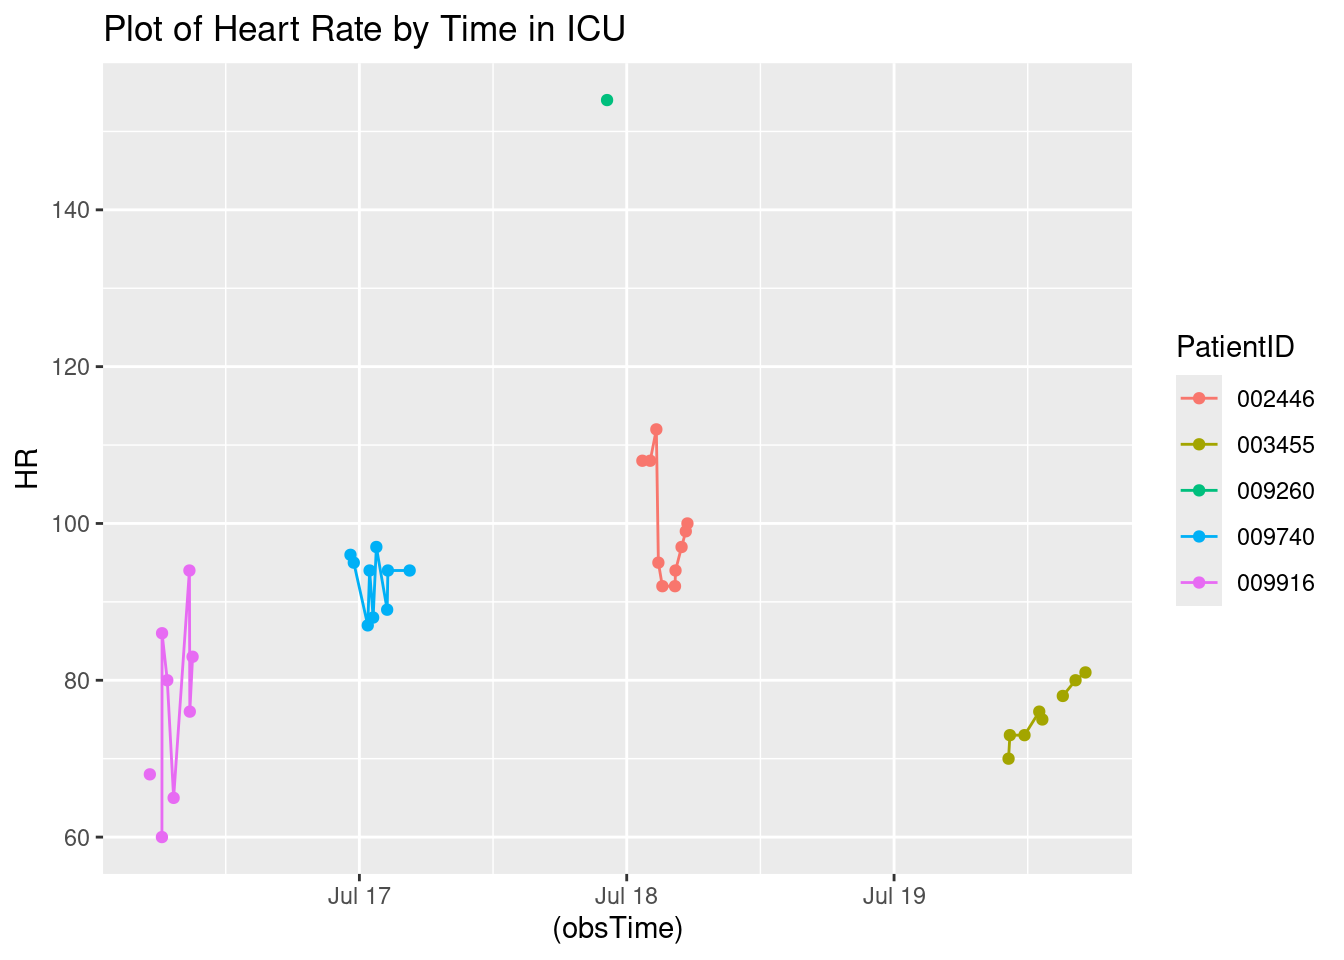 Plot of Heart Rate by Time in ICU
140
120
100
80
60
HR
Jul 17
Jul 18
Jul 19
(obsTime)
PatientID
002446
003455
009260
009740
009916